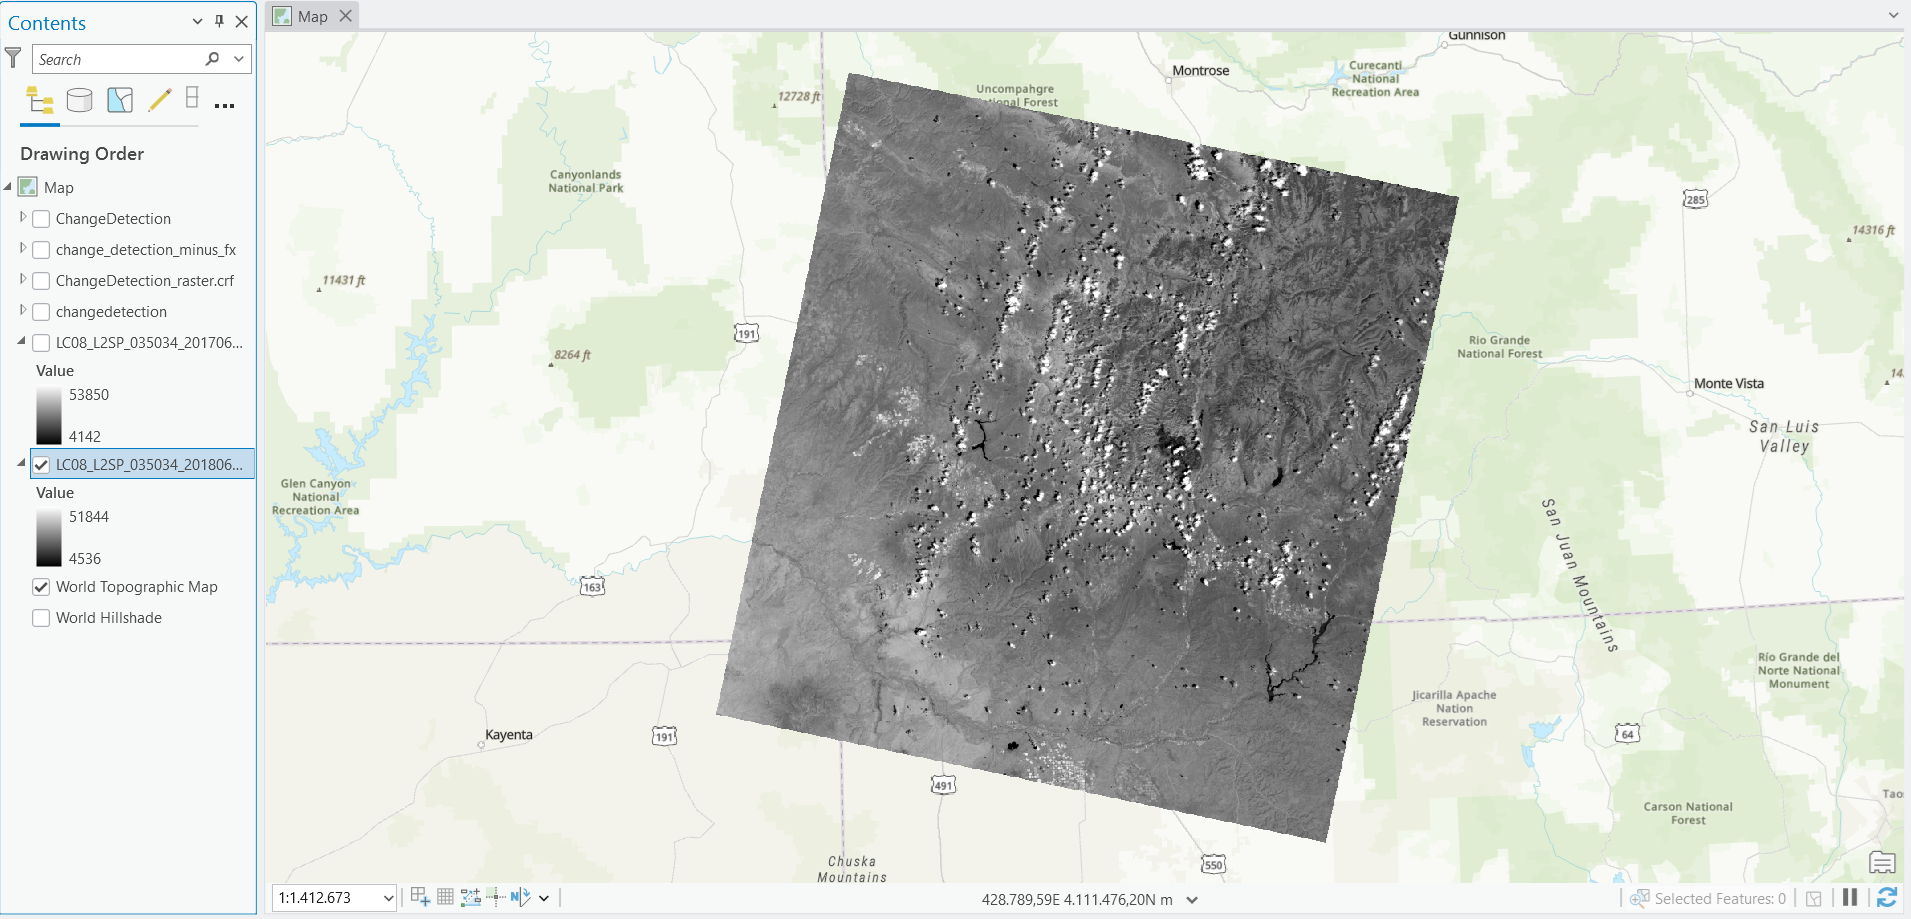 Contents
Search
Drawing Order
Map
ChangeDetection
change_detection_minus_fx
ChangeDetection_raster.crf
changedetection
LC08_L2SP_035034_201706...
Value
53850
4142
LC08_L2SP_035034_201806...
Value
51844
4536
World Topographic Map
World Hillshade
Map
Gunnison
Montrose
Curecanti
National
Recreation Area
Uncompahgre
National Forest
12728 ft
Canyonlands
National Park
285
14316 ft
11431 ft
191
8264 ft
Rio Grande
National Forest
Monte Vista
14
San Luis
Valley
Glen Canyon
National
Recreation Area
San Juan Mountains
163
Río Grande del
Norte National
Monument
Jicarilla Apache
Nation
Reservation
Kayenta
191
64
491
Carson National
Forest
Tao
Chuska
Mountains
550
1:1.412.673
N
428.789,59E 4.111.476,20N m
Selected Features: 0